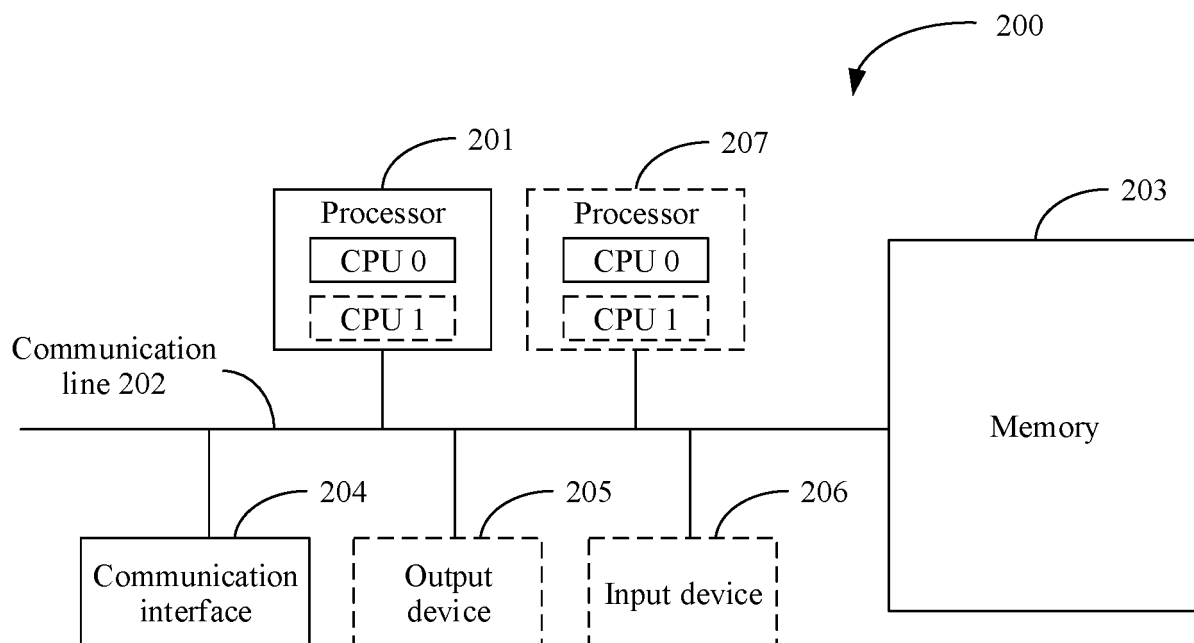 200
201
207
203
Processor
CPU 0
CPU 1
Processor
CPU 0
CPU 1
Communication
line 202
Memory
204
205
206
Communication
interface
Output
device
Input device